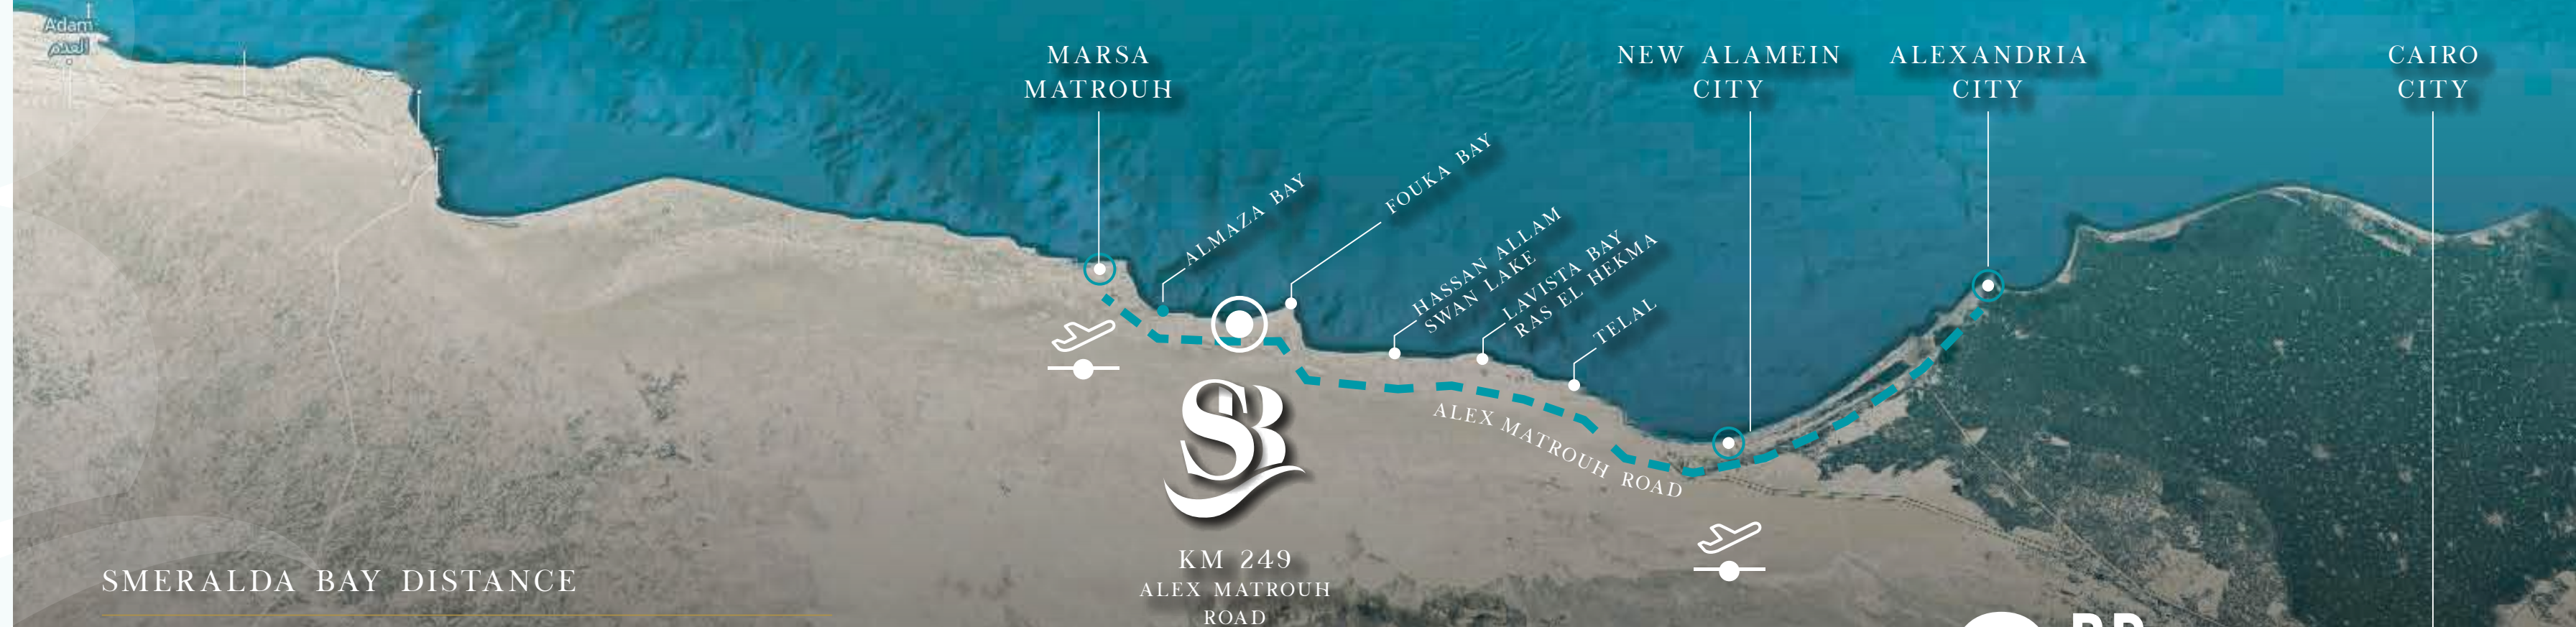 Adam
العدم
MARSA
MATROUH
NEW ALAMEIN
CITY
ALEXANDRIA
CITY
CAIRO
CITY
ALMAZA BAY
FOUKA BAY
HASSAN ALLAM
SWAN LAKE
LAVISTA BAY
RAS EL HEKMA
TELAL
ALEX MATROUH ROAD
SB
KM 249
ALEX MATROUH
ROAD
SMERALDA BAY DISTANCE